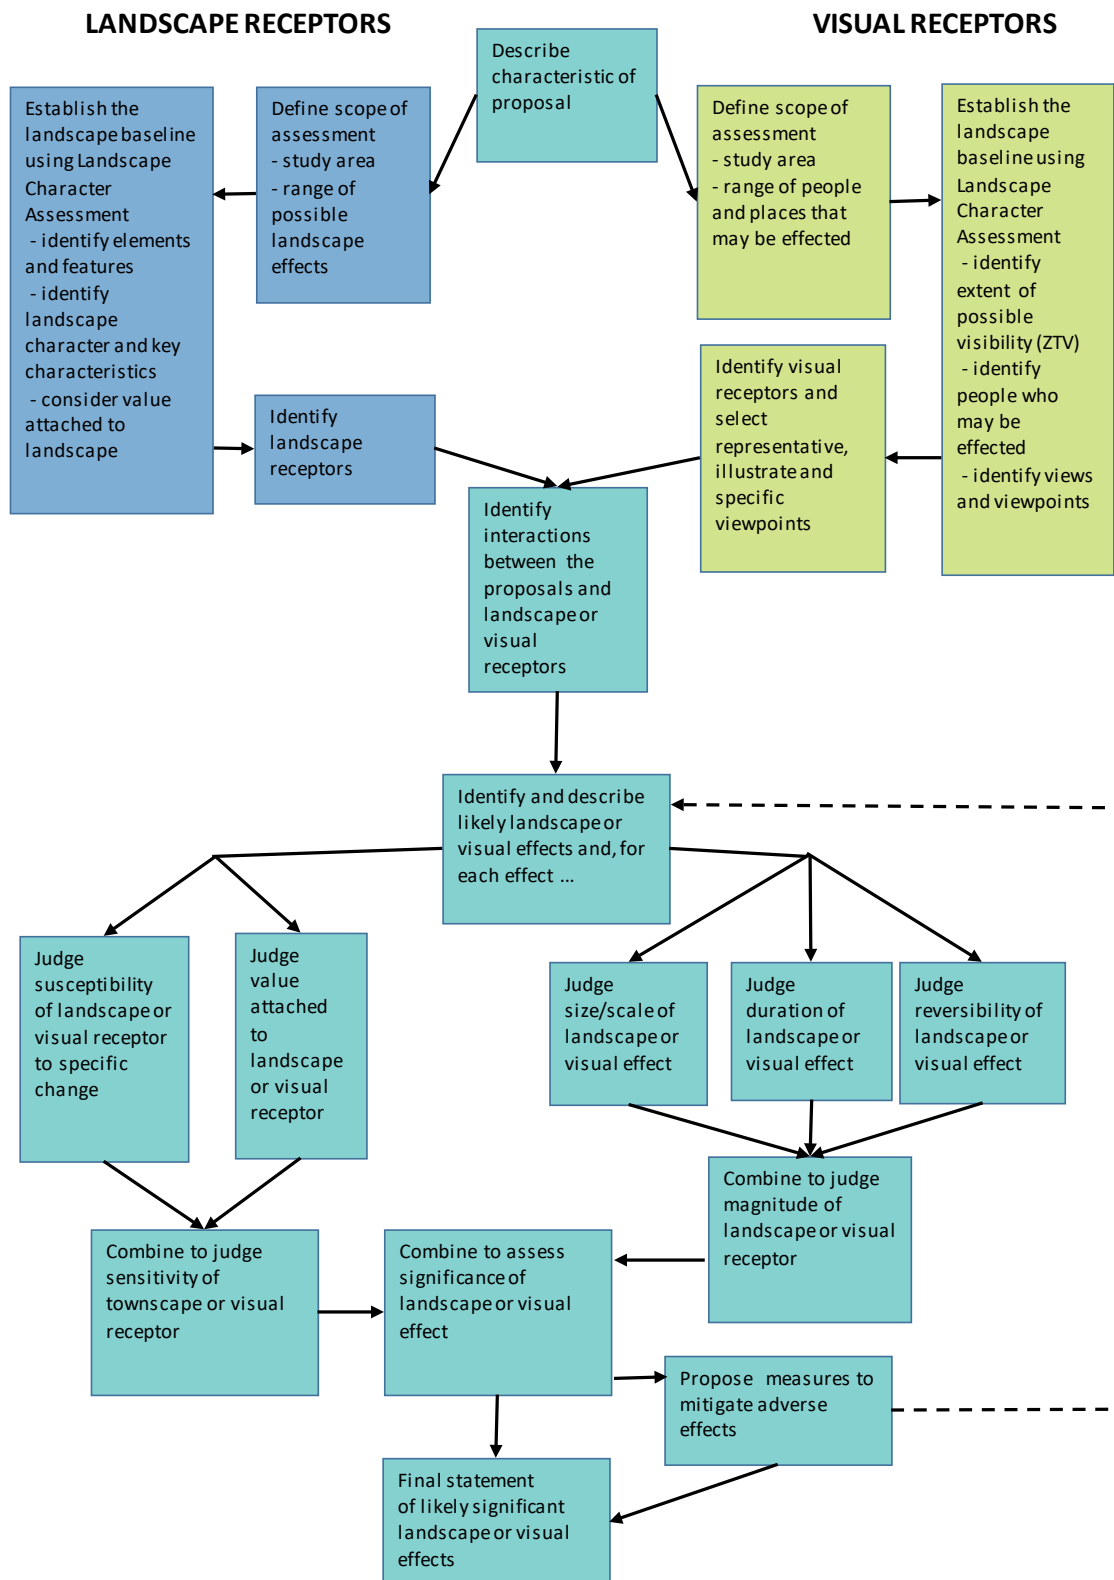 LANDSCAPE RECEPTORS
VISUAL RECEPTORS
Describe
characteristic of
proposal
Establish the
landscape baseline
using Landscape
Character
Assessment
- identify elements
and features
- identify
landscape
character and key
characteristics
- consider value
attached to
landscape
Define scope of
assessment
- study area
- range of
possible
landscape
effects
Define scope of
assessment
- study area
- range of people
and places that
may be effected
Establish the
landscape
baseline using
Landscape
Character
Assessment
- identify
extent of
possible
visibility (ZTV)
- identify
people who
may be
effected
- identify views
and viewpoints
Identify
landscape
receptors
Identify visual
receptors and
select
representative,
illustrate and
specific
viewpoints
Identify
interactions
between the
proposals and
landscape or
visual
receptors
Identify and describe
likely landscape or
visual effects and, for
each effect ...
Judge
susceptibility
of landscape or
visual receptor
to specific
change
Judge
value
attached
to
landscape
or visual
receptor
Judge
size/scale of
landscape or
visual effect
Judge
duration of
landscape or
visual effect
Judge
reversibility of
landscape or
visual effect
Combine to judge
magnitude of
landscape or visual
receptor
Combine to judge
sensitivity of
townscape or visual
receptor
Combine to assess
significance of
landscape or visual
effect
Propose measures to
mitigate adverse
effects
Final statement
of likely significant
landscape or visual
effects